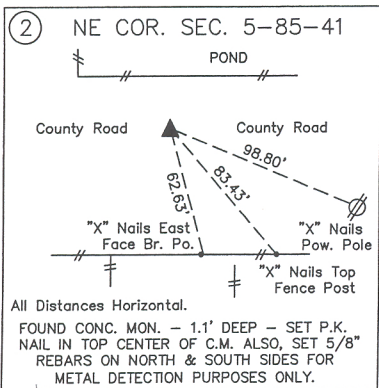 2 NE COR. SEC. 5-85-41
POND
County Road
County Road
98.80'
83.43'
62.63'
"X" Nails East
Face Br. Po.
"X" Nails
Pow. Pole
"X" Nails Top
Fence Post
All Distances Horizontal.
FOUND CONC. MON. - 1.1' DEEP - SET P.K.
NAIL IN TOP CENTER OF C.M. ALSO, SET 5/8"
REBARS ON NORTH & SOUTH SIDES FOR
METAL DETECTION PURPOSES ONLY.